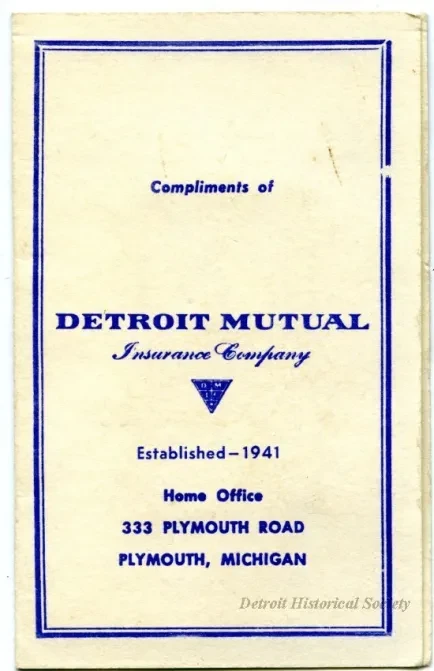 Compliments of
DETROIT MUTUAL
Insurance Company
D M
I C
Established-1941
Home Office
333 PLYMOUTH ROAD
PLYMOUTH, MICHIGAN
Detroit Historical Society